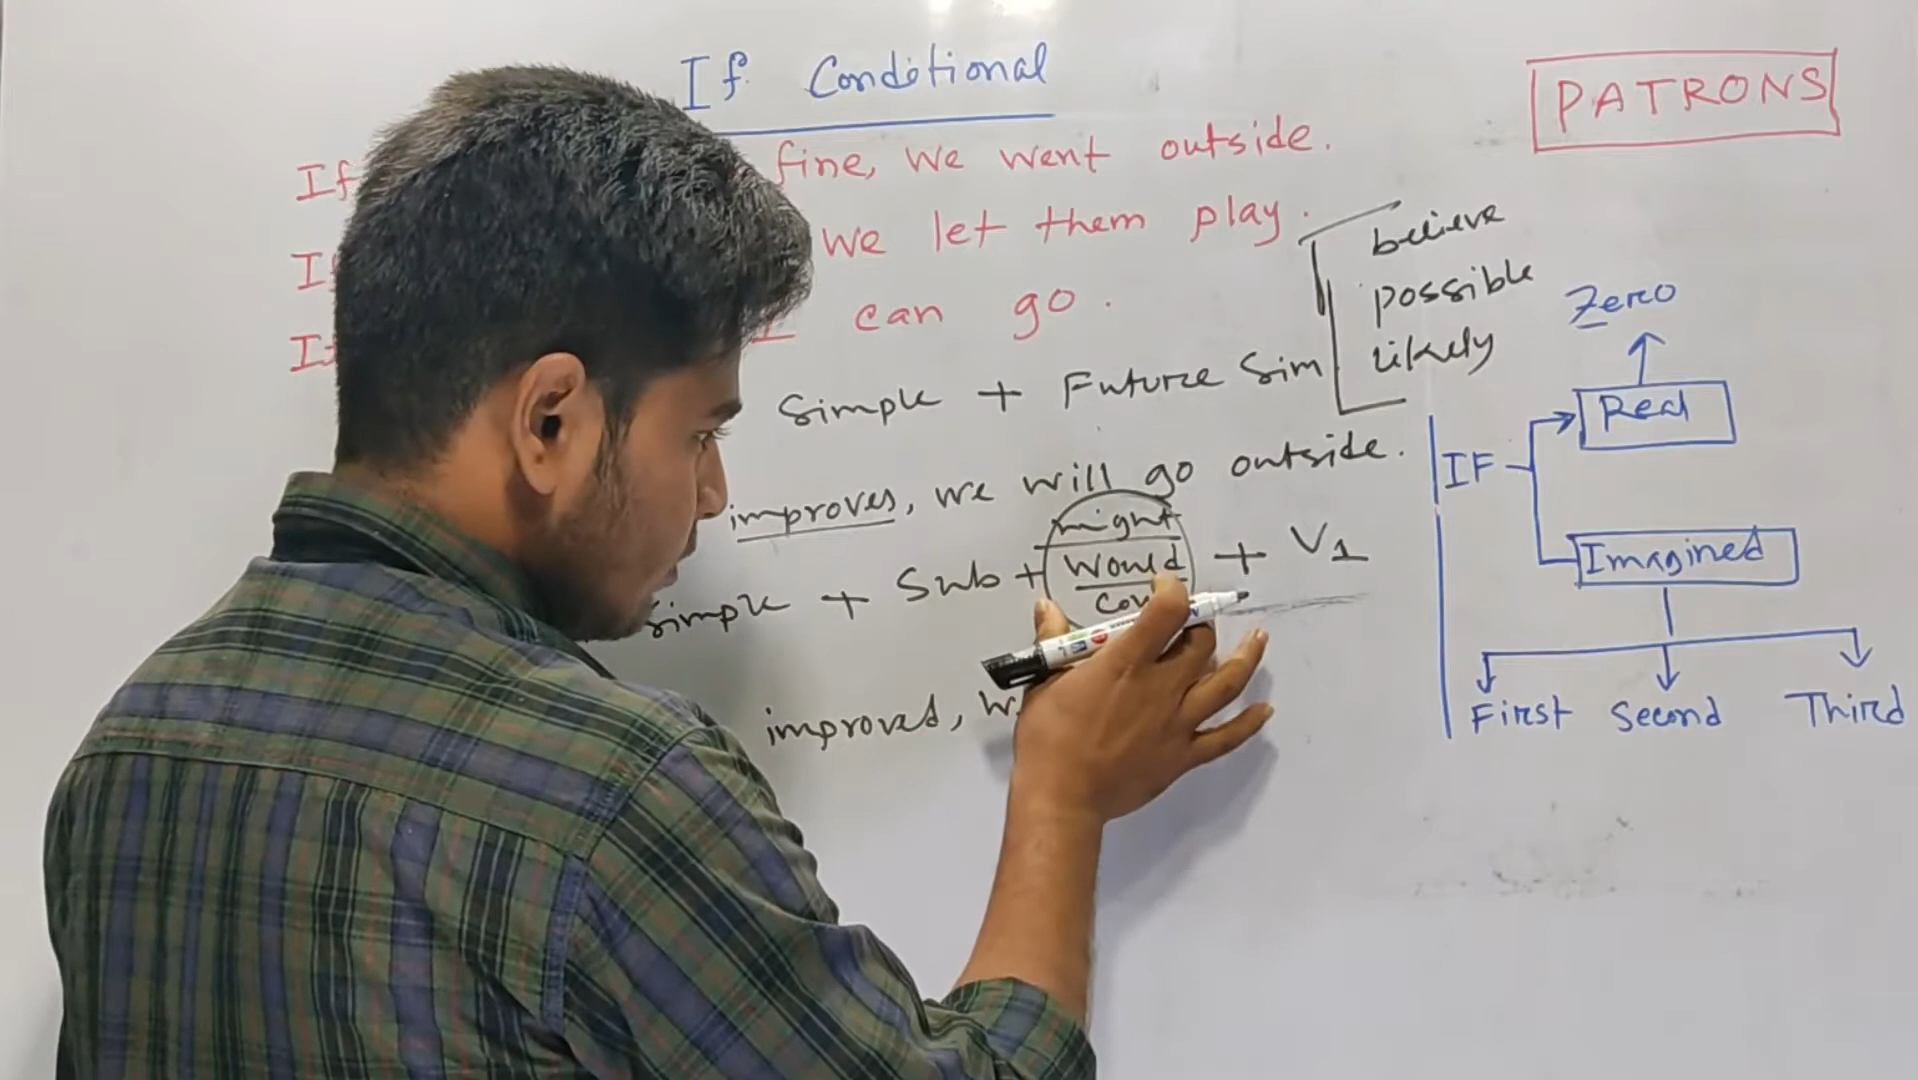 If Conditional
PATRONS
If fine, we went outside.
If we let them play.
If I can go.
believe
possible
likely
Simple + Future Sim
improves, we will go outside.
might
Simple + Sub + Would + V1
improved,
Zero
Real
IF
Imagined
First Second Third